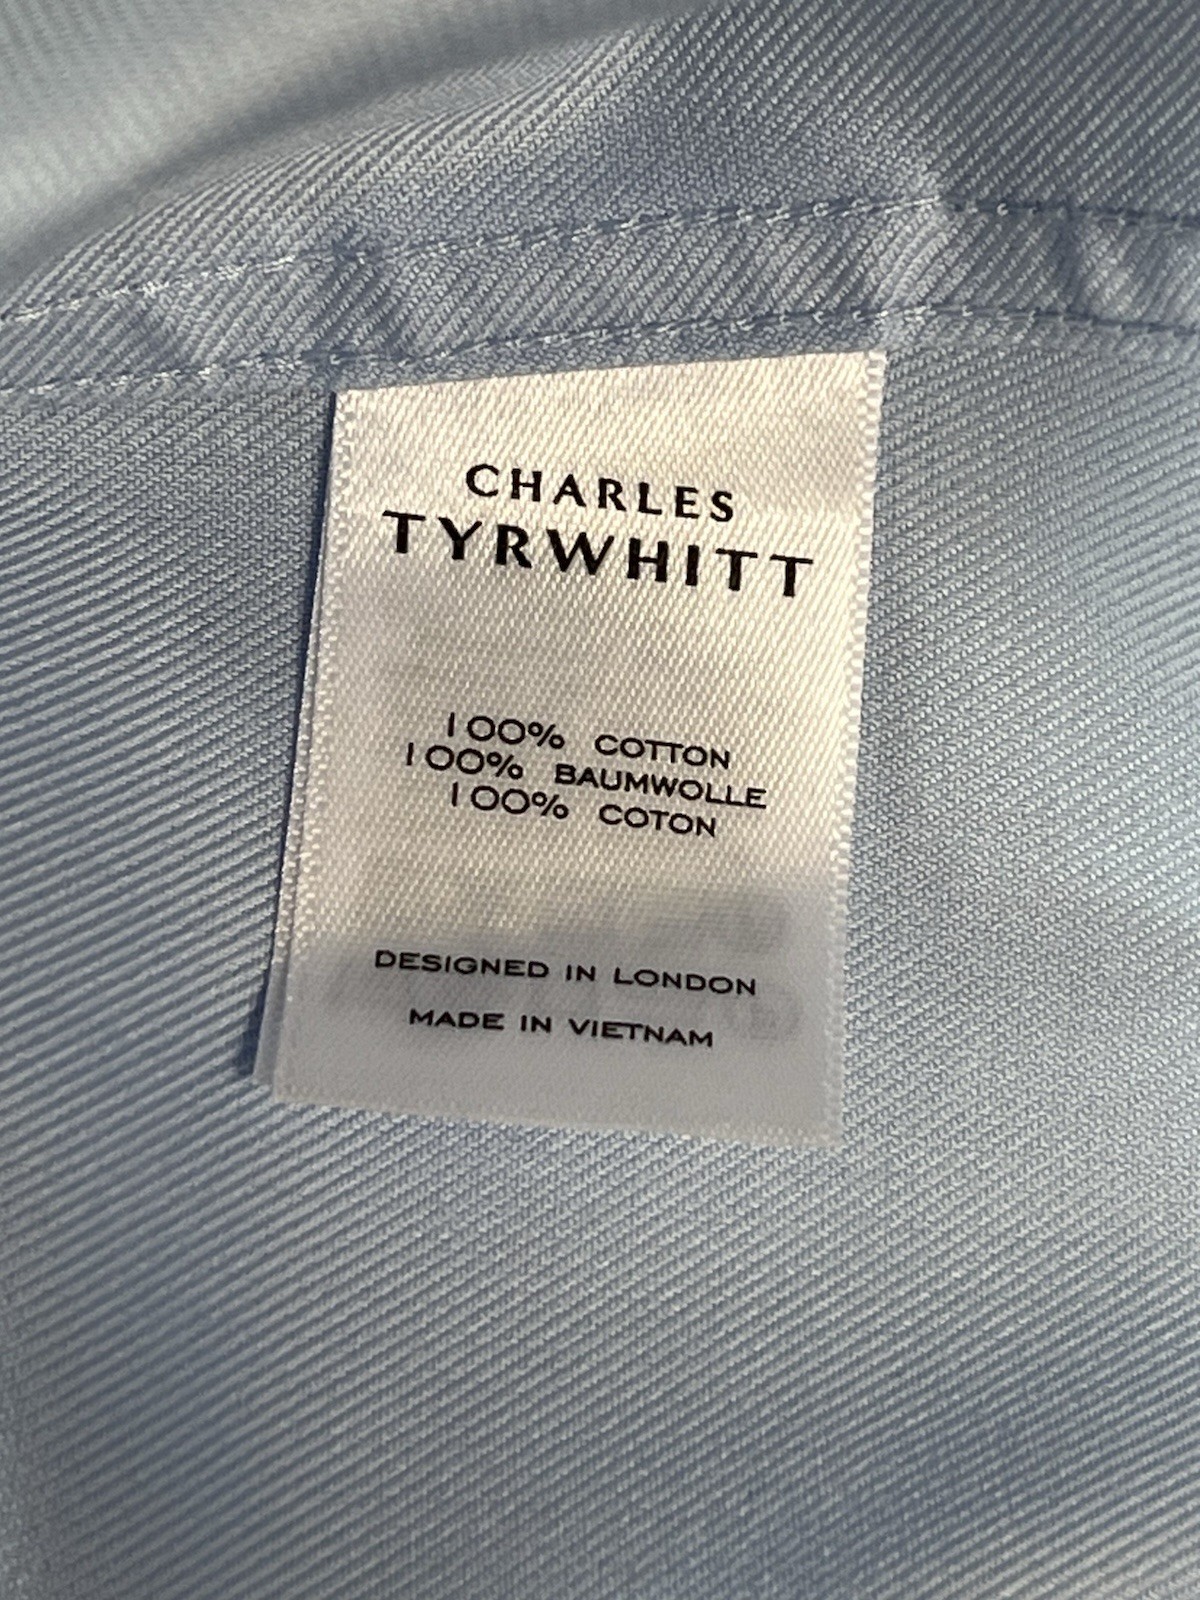 CHARLES
TYRWHITT
100% COTTON
100% BAUMWOLLE
100% COTON
DESIGNED IN LONDON
MADE IN VIETNAM